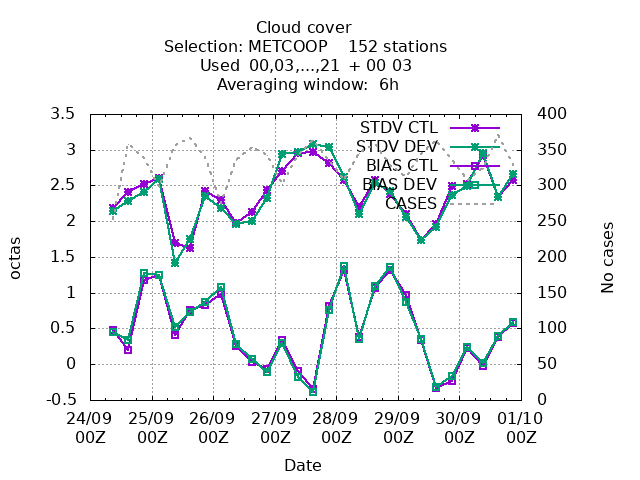 Cloud cover
Selection: METCOOP    152 stations
Used  00,03,...,21  + 00 03
Averaging window:  6h
STDV CTL
STDV DEV
BIAS CTL
BIAS DEV
CASES
3.5
3
2.5
2
1.5
1
0.5
0
-0.5
400
350
300
250
200
150
100
50
0
octas
No cases
24/09 25/09 26/09 27/09 28/09 29/09 30/09 01/10
00Z 00Z 00Z 00Z 00Z 00Z 00Z 00Z
Date